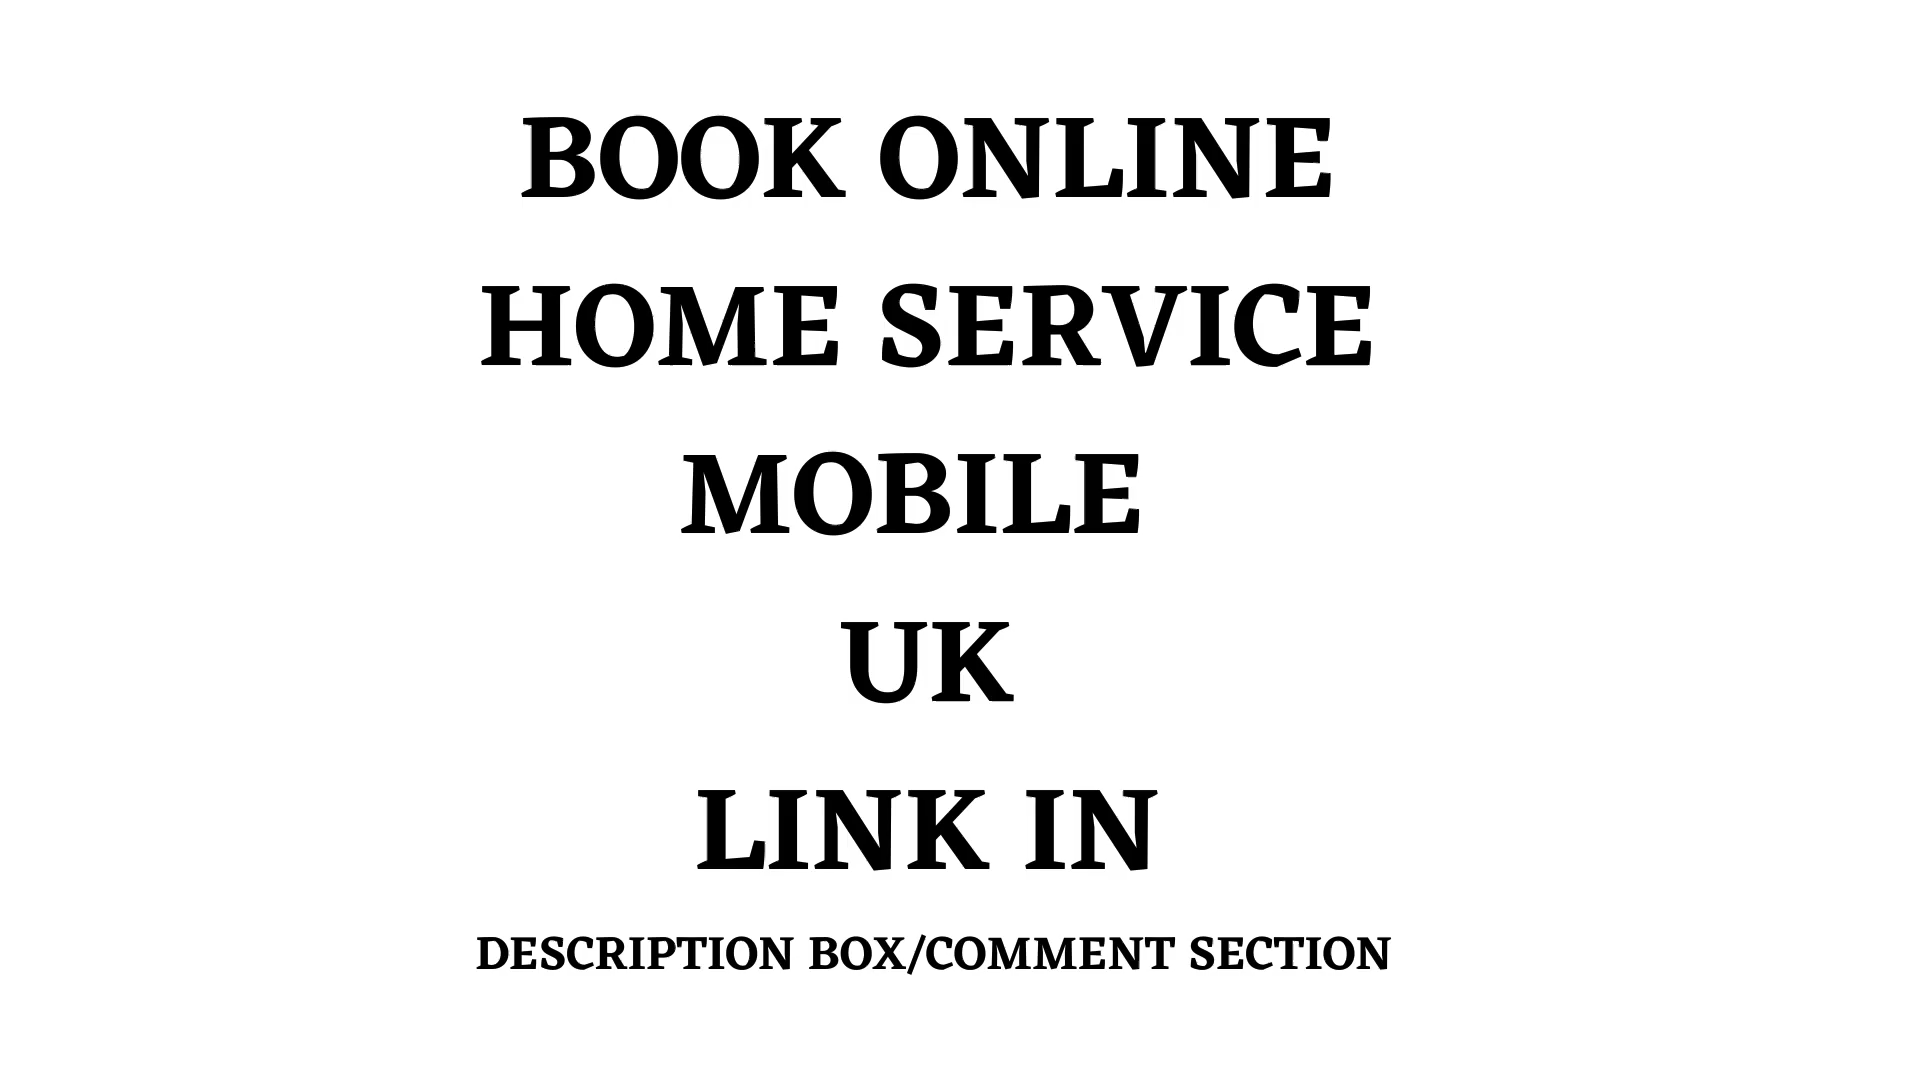 BOOK ONLINE
HOME SERVICE
MOBILE
UK
LINK IN
DESCRIPTION BOX/COMMENT SECTION